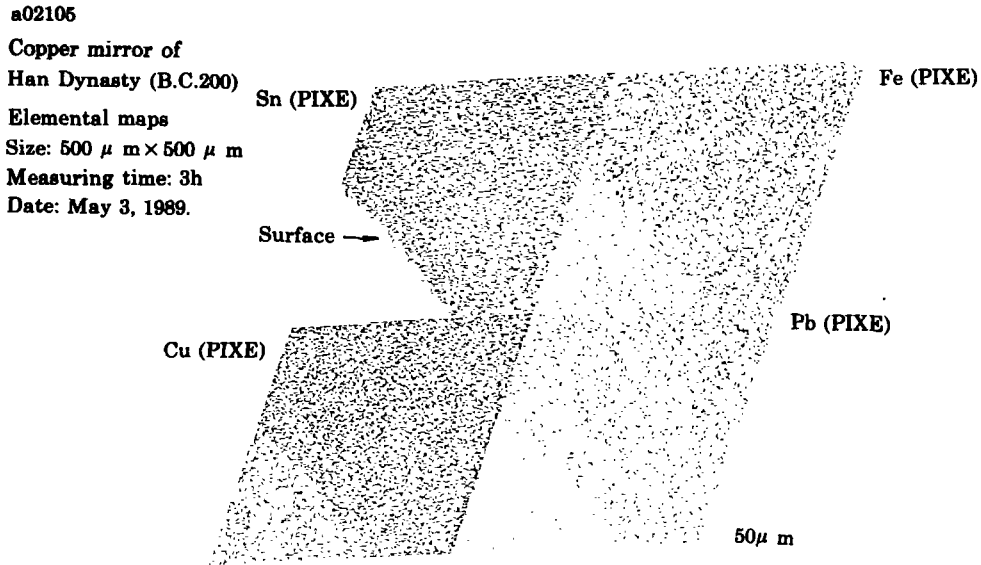 a02105
Copper mirror of
Han Dynasty (B.C.200)
Elemental maps
Size: 500 μ m×500 μ m
Measuring time: 3h
Date: May 3, 1989.
Sn (PIXE)
Fe (PIXE)
Surface
Cu (PIXE)
Pb (PIXE)
50μ m